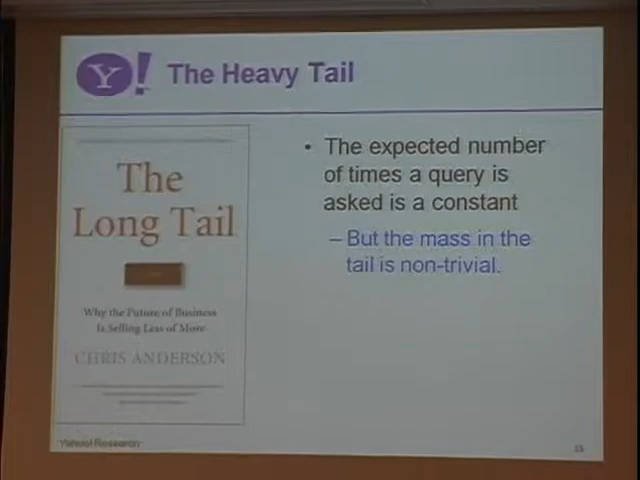 Y!
The Heavy Tail
The
Long Tail
Why the Future of Business
Is Selling Less of More
CHRIS ANDERSON
• The expected number
of times a query is
asked is a constant
– But the mass in the
tail is non-trivial.
Yahoo! Research